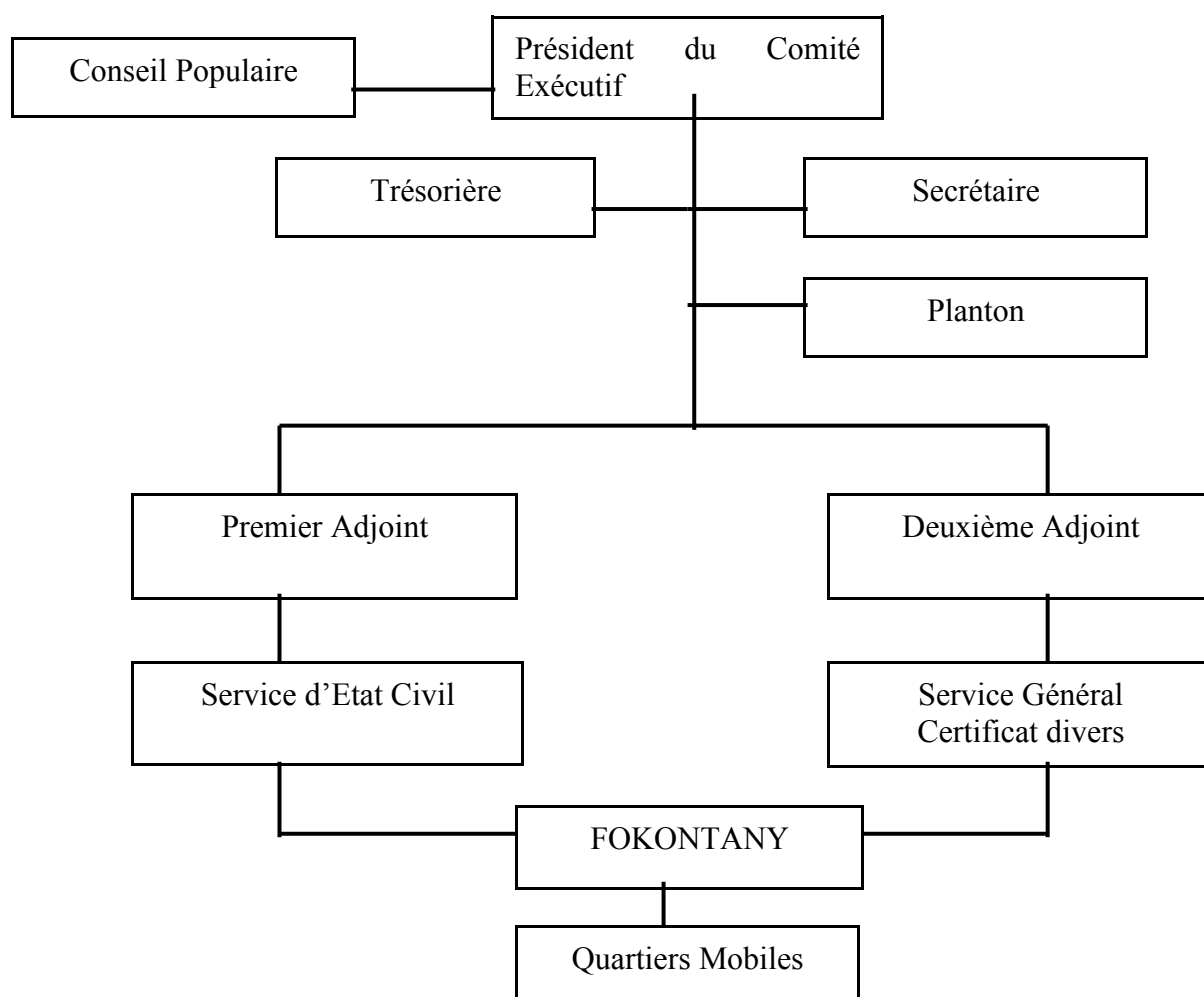 Conseil Populaire
Président du Comité
Exécutif
Trésorière
Secrétaire
Planton
Premier Adjoint
Deuxième Adjoint
Service d’Etat Civil
Service Général
Certificat divers
FOKONTANY
Quartiers Mobiles